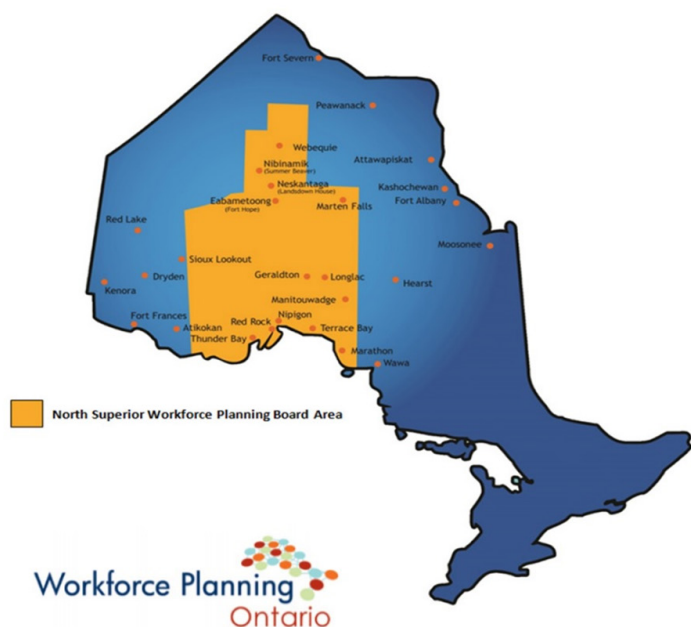 Fort Severn
Peawanack
Webequie
Attawapiskat
Nibinamik
(Summer Beaver)
Neskantaga
(Landsdown House)
Kashochewan
Eabametoong
(Fort Hope)
Marten Falls
Fort Albany
Red Lake
Moosonee
Sioux Lookout
Dryden
Geraldton
Longlac
Kenora
Hearst
Manitouwadge
Fort Frances
Atikokan
Red Rock
Nipigon
Terrace Bay
Thunder Bay
Marathon
Wawa
North Superior Workforce Planning Board Area
Workforce Planning
Ontario